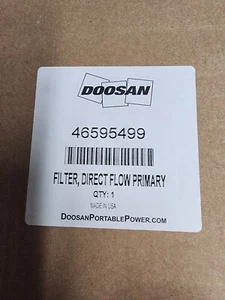 DOOSAN
46595499
FILTER, DIRECT FLOW PRIMARY
QTY: 1
MADE IN USA
DOOSANPORTABLEPOWER.COM